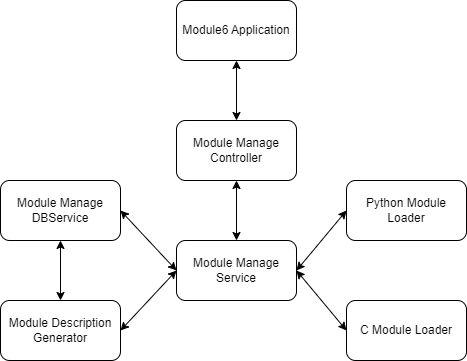 Module6 Application
Module Manage
Controller
Module Manage
DBService
Python Module
Loader
Module Manage
Service
Module Description
Generator
C Module Loader